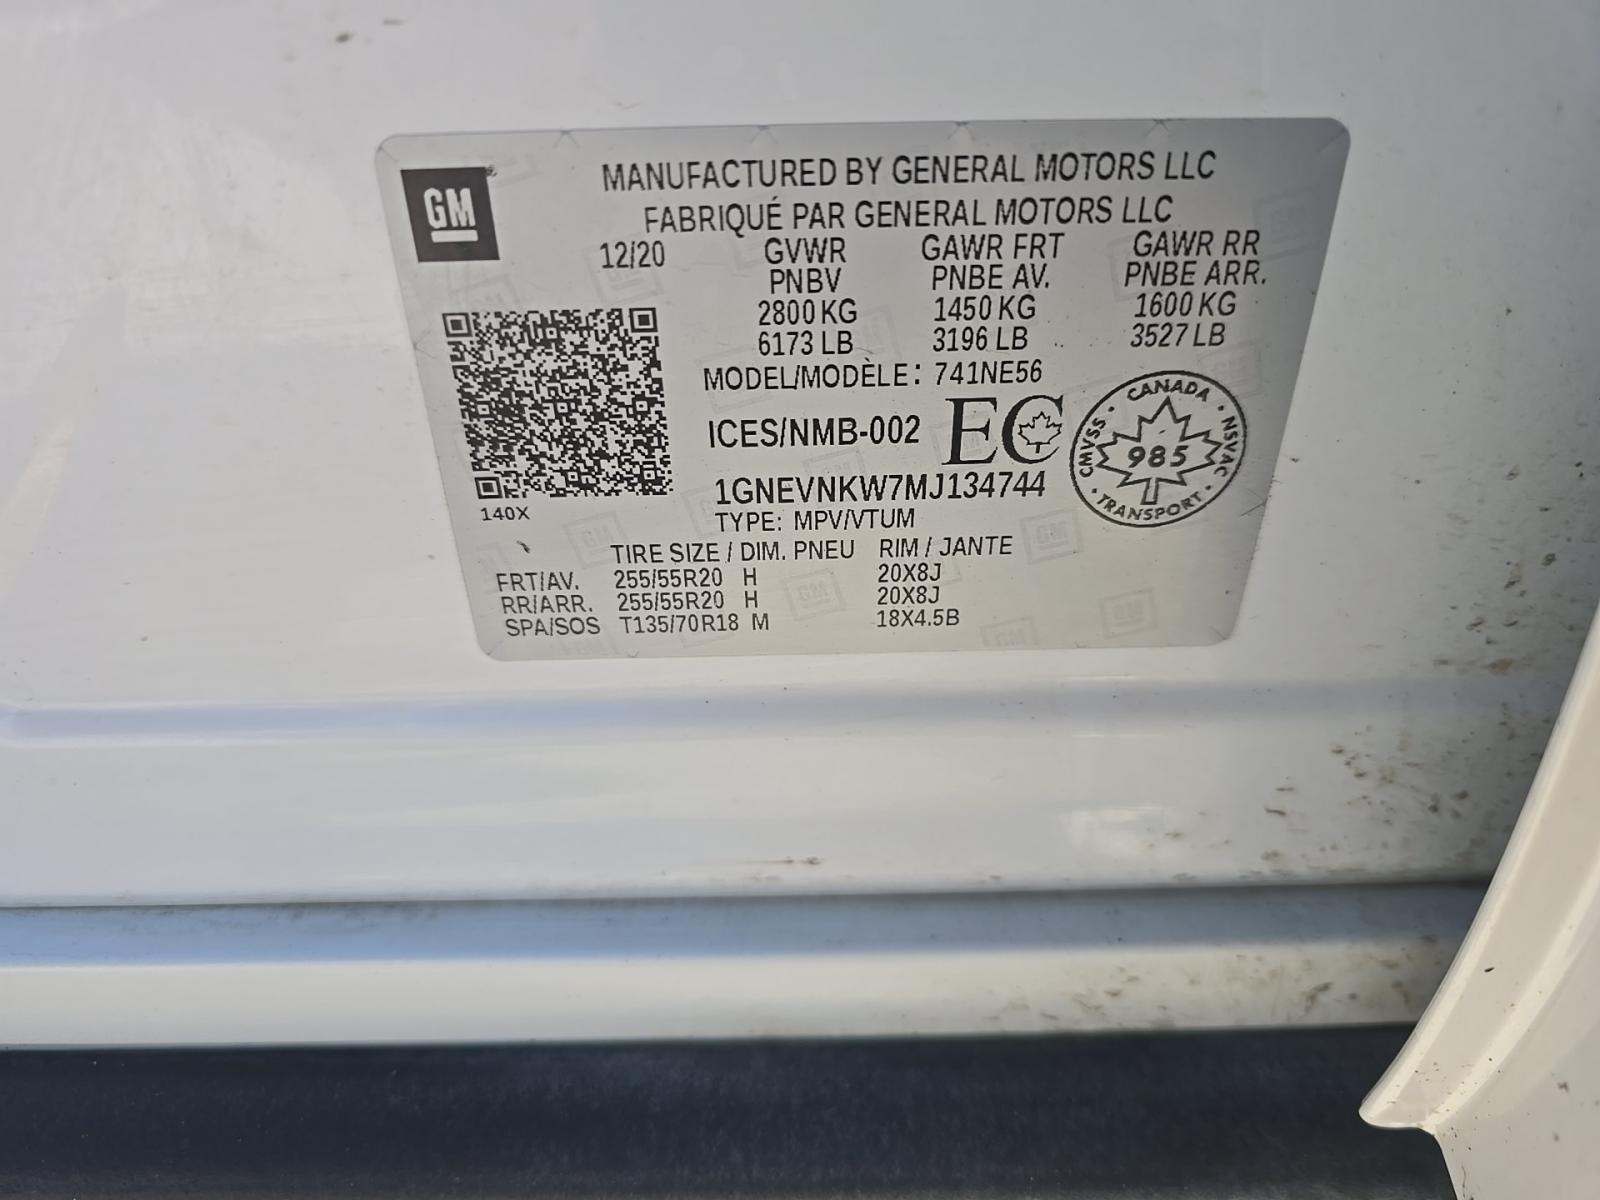 GM
MANUFACTURED BY GENERAL MOTORS LLC
FABRIQUÉ PAR GENERAL MOTORS LLC
12/20 GVWR GAWR FRT GAWR RR
PNBV PNBE AV. PNBE ARR.
2800 KG 1450 KG 1600 KG
6173 LB 3196 LB 3527 LB
MODEL/MODÈLE: 741NE56
ICES/NMB-002 EC
CANADA · NSVAC · TRANSPORT · CMVSS ·
985
1GNEVNKW7MJ134744
140X
TYPE: MPV/VTUM
TIRE SIZE / DIM. PNEU RIM / JANTE
FRT/AV. 255/55R20 H 20X8J
RR/ARR. 255/55R20 H 20X8J
SPA/SOS T135/70R18 M 18X4.5B